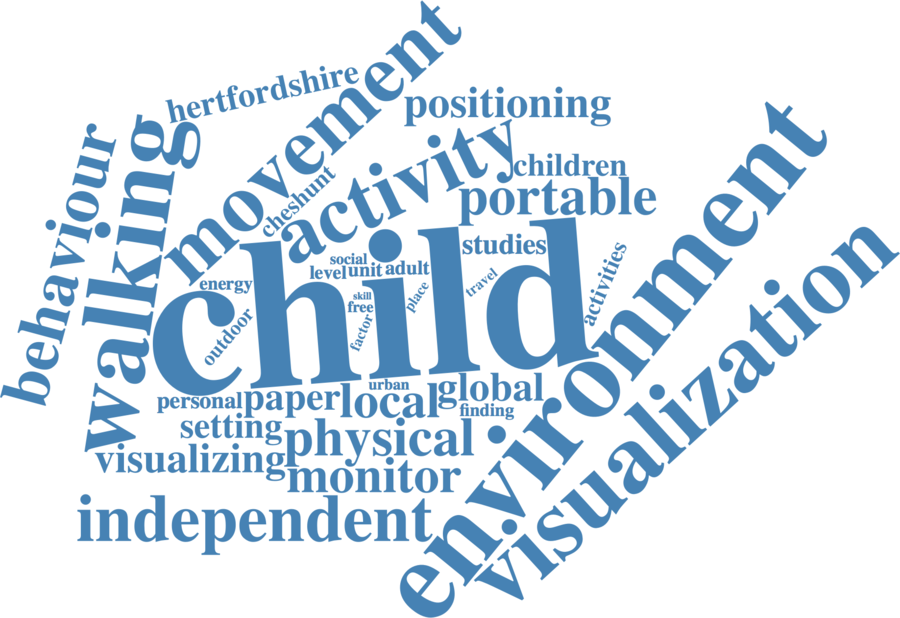 hertfordshire
movement
positioning
behaviour
walking
cheshunt
activity
children
portable
environment
child
studies
social
level
unit
adult
energy
skill
free
place
travel
activities
outdoor
factor
visualization
urban
personal
paper
local
global
finding
setting
physical
visualizing
monitor
independent